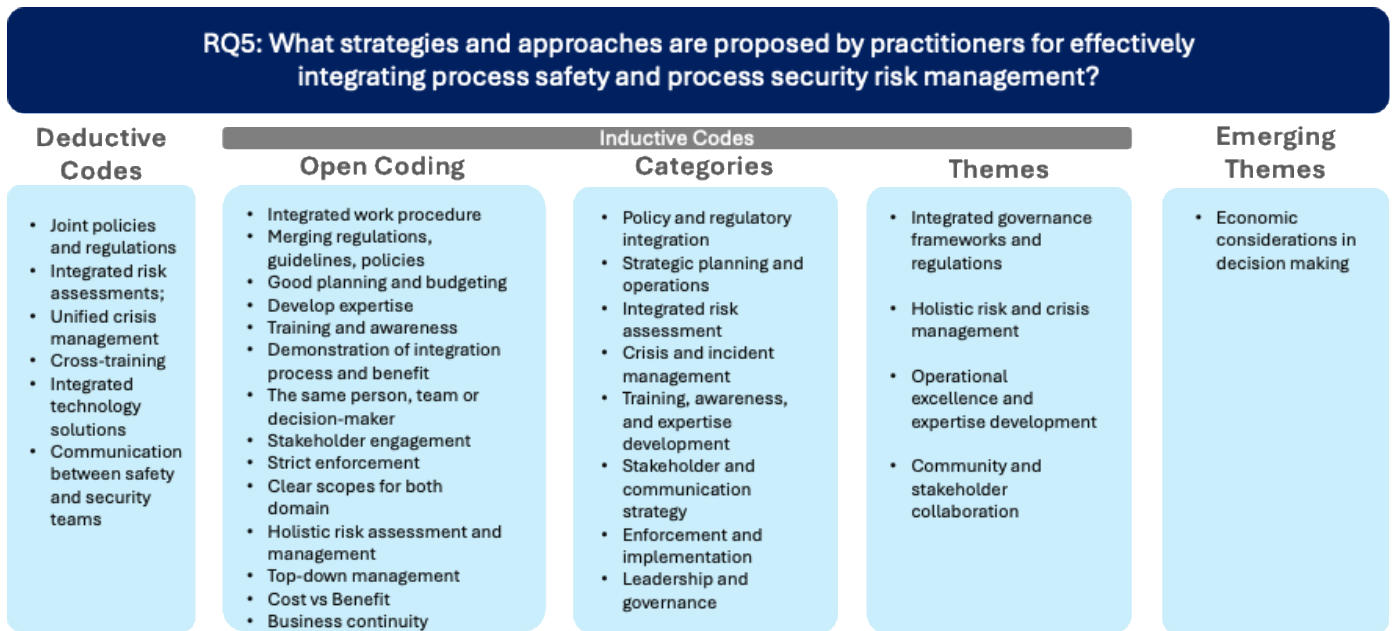 RQ5: What strategies and approaches are proposed by practitioners for effectively
integrating process safety and process security risk management?
Deductive
Codes
• Joint policies
and regulations
• Integrated risk
assessments;
• Unified crisis
management
• Cross-training
• Integrated
technology
solutions
• Communication
between safety
and security
teams
Inductive Codes
Open Coding
• Integrated work procedure
• Merging regulations,
guidelines, policies
• Good planning and budgeting
• Develop expertise
• Training and awareness
• Demonstration of integration
process and benefit
• The same person, team or
decision-maker
• Stakeholder engagement
• Strict enforcement
• Clear scopes for both
domain
• Holistic risk assessment and
management
• Top-down management
• Cost vs Benefit
• Business continuity
Categories
• Policy and regulatory
integration
• Strategic planning and
operations
• Integrated risk
assessment
• Crisis and incident
management
• Training, awareness,
and expertise
development
• Stakeholder and
communication
strategy
• Enforcement and
implementation
• Leadership and
governance
Themes
• Integrated governance
frameworks and
regulations
• Holistic risk and crisis
management
• Operational
excellence and
expertise development
• Community and
stakeholder
collaboration
Emerging
Themes
• Economic
considerations in
decision making